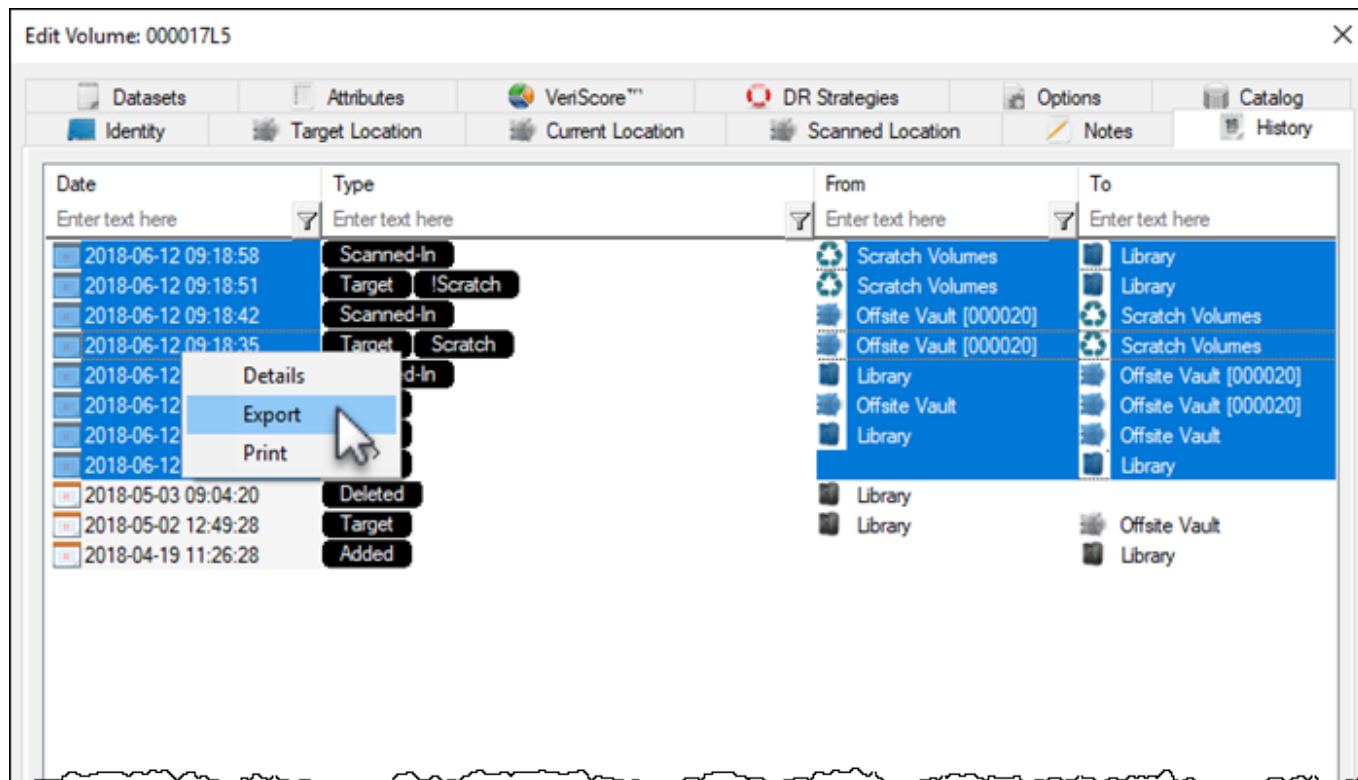 Edit Volume: 000017L5
Datasets Attributes VeriScore™ DR Strategies Options Catalog
Identity Target Location Current Location Scanned Location Notes History
Date Type From To
Enter text here Enter text here Enter text here Enter text here
2018-06-12 09:18:58 Scanned-In Scratch Volumes Library
2018-06-12 09:18:51 Target !Scratch Scratch Volumes Library
2018-06-12 09:18:42 Scanned-In Offsite Vault [000020] Scratch Volumes
2018-06-12 09:18:35 Target Scratch Offsite Vault [000020] Scratch Volumes
2018-06-12 Details d-In Library Offsite Vault [000020]
2018-06-12 Export Offsite Vault Offsite Vault [000020]
2018-06-12 Library Offsite Vault
2018-06-12 Print Library
2018-05-03 09:04:20 Deleted Library
2018-05-02 12:49:28 Target Library Offsite Vault
2018-04-19 11:26:28 Added Library